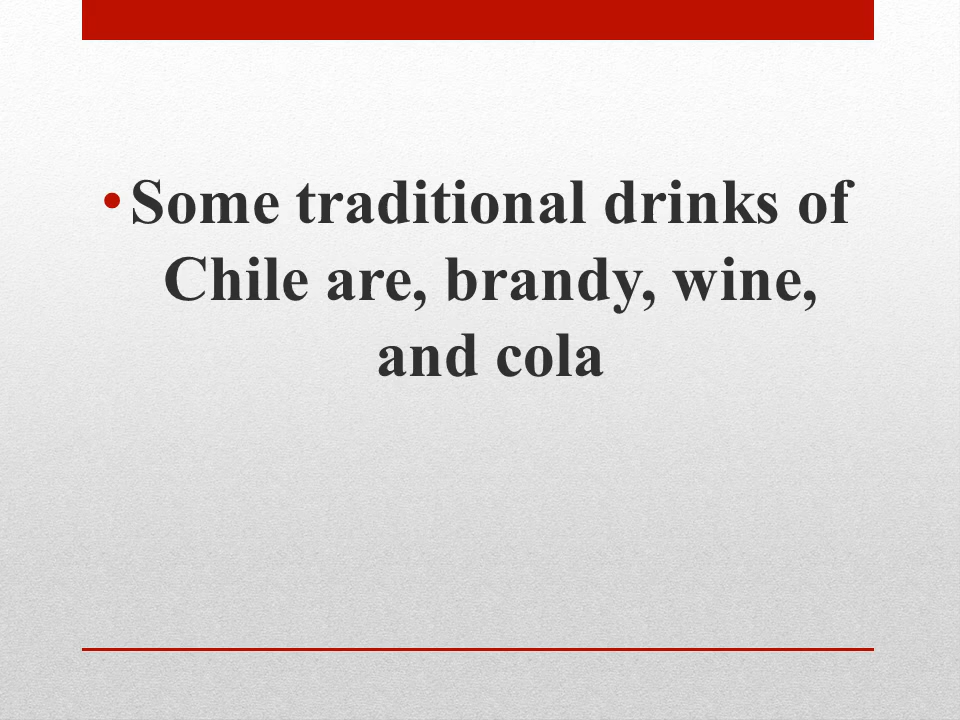 • Some traditional drinks of
Chile are, brandy, wine,
and cola